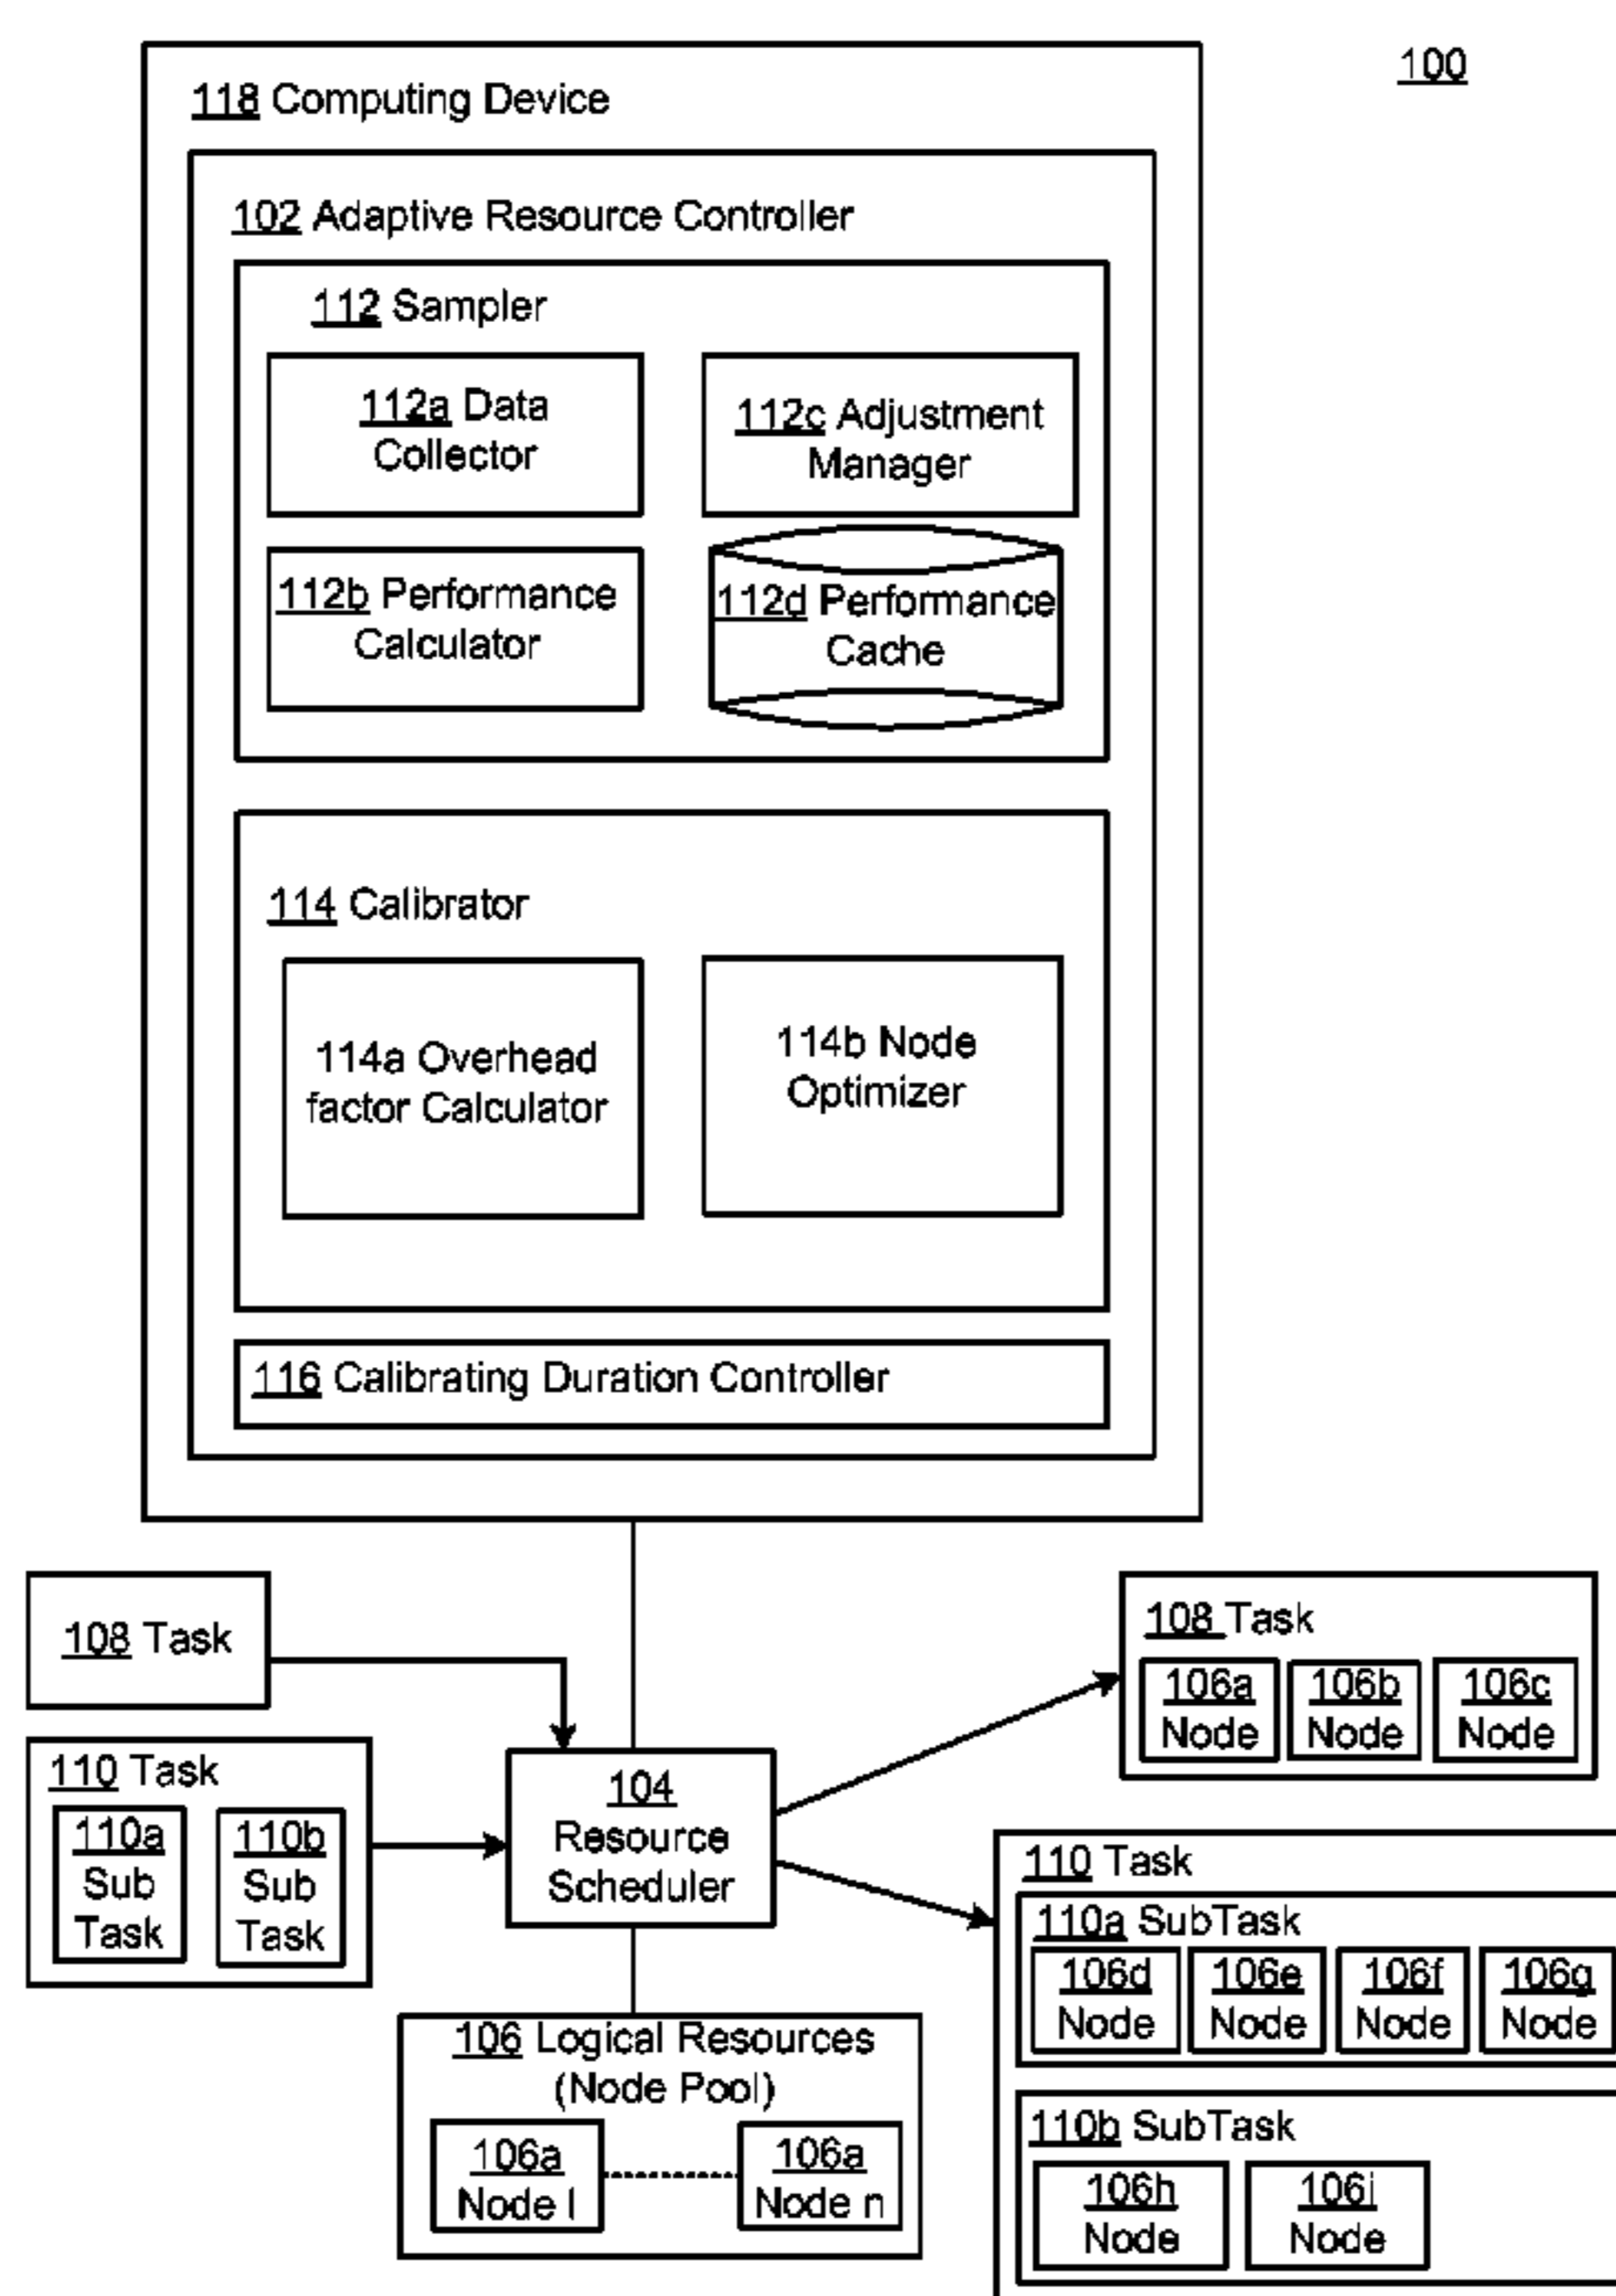 100
118 Computing Device
102 Adaptive Resource Controller
112 Sampler
112a Data
Collector
112c Adjustment
Manager
112b Performance
Calculator
112d Performance
Cache
114 Calibrator
114a Overhead
factor Calculator
114b Node
Optimizer
116 Calibrating Duration Controller
108 Task
110 Task
110a
Sub
Task
110b
Sub
Task
104
Resource
Scheduler
108 Task
106a
Node
106b
Node
106c
Node
110 Task
110a SubTask
106d
Node
106e
Node
106f
Node
106g
Node
110b SubTask
106h
Node
106i
Node
106 Logical Resources
(Node Pool)
106a
Node l
106a
Node n